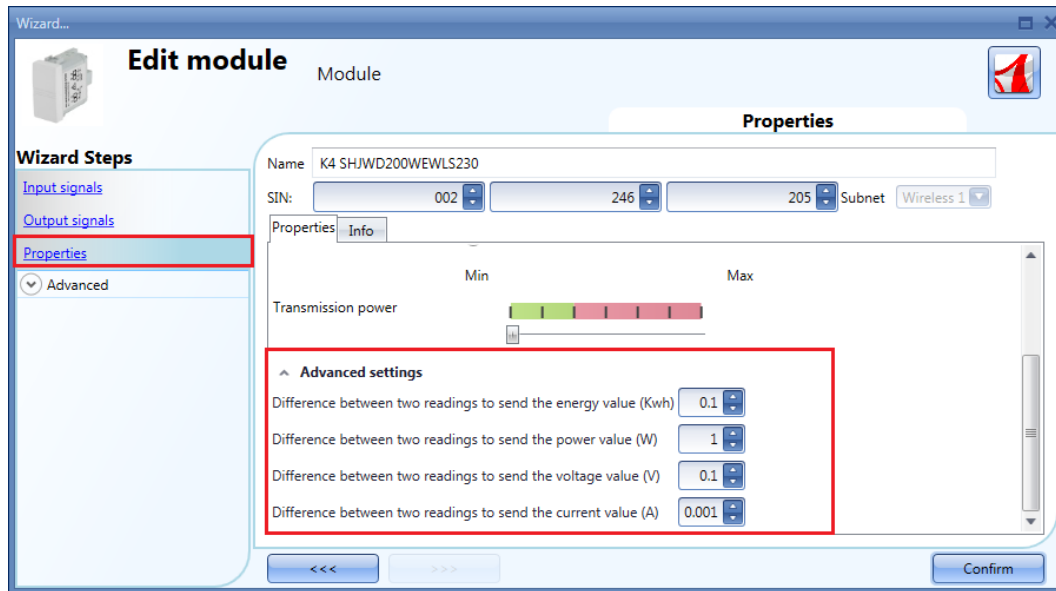 Wizard...
Edit module
Module
Properties
Wizard Steps
Input signals
Output signals
Properties
Advanced
Name K4 SHJWD200WEWLS230
SIN: 002 246 205 Subnet Wireless 1
Properties Info
Min Max
Transmission power
Advanced settings
Difference between two readings to send the energy value (Kwh) 0.1
Difference between two readings to send the power value (W) 1
Difference between two readings to send the voltage value (V) 0.1
Difference between two readings to send the current value (A) 0.001
<<< >>> Confirm